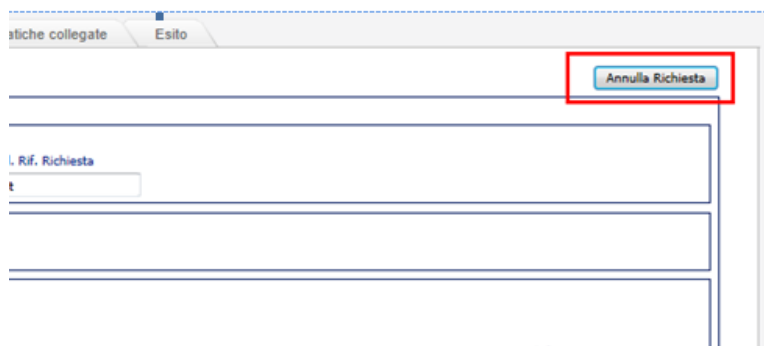 atiche collegate Esito
Annulla Richiesta
l. Rif. Richiesta
t